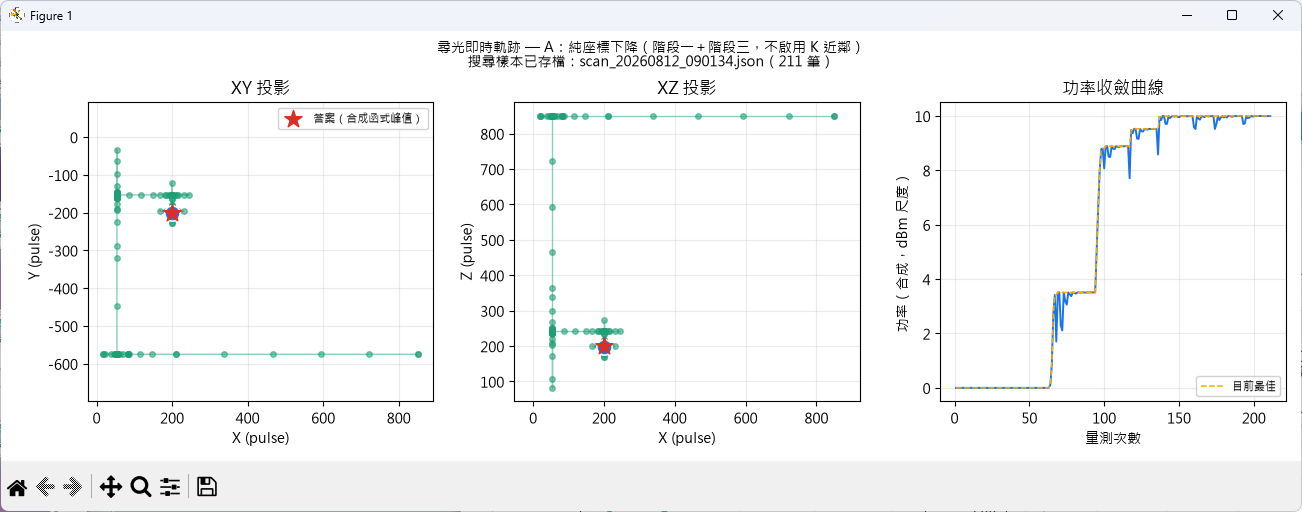 Figure 1
尋光即時軌跡 — A：純座標下降（階段一＋階段三，不啟用 K 近鄰）
搜尋樣本已存檔：scan_20260812_090134.json（211 筆）
XY 投影
0
-100
-200
-300
-400
-500
-600
Y (pulse)
答案（合成函式峰值）
0
200
400
600
800
X (pulse)
XZ 投影
800
700
600
500
400
300
200
100
Z (pulse)
0
200
400
600
800
X (pulse)
功率收斂曲線
10
8
6
4
2
0
功率（合成，dBm 尺度）
目前最佳
0
50
100
150
200
量測次數